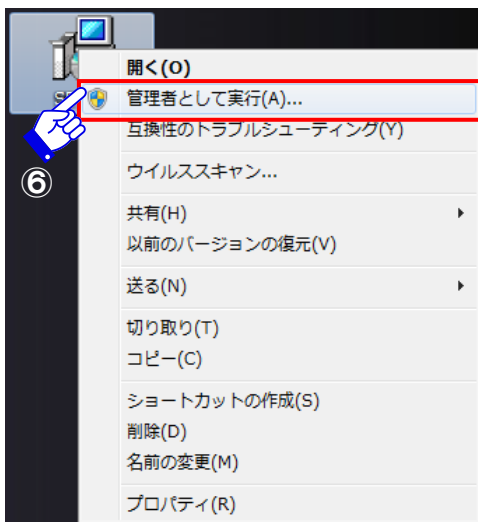 開く(O)
管理者として実行(A)...
互換性のトラブルシューティング(Y)
⑥
ウイルススキャン...
共有(H)
以前のバージョンの復元(V)
送る(N)
切り取り(T)
コピー(C)
ショートカットの作成(S)
削除(D)
名前の変更(M)
プロパティ(R)